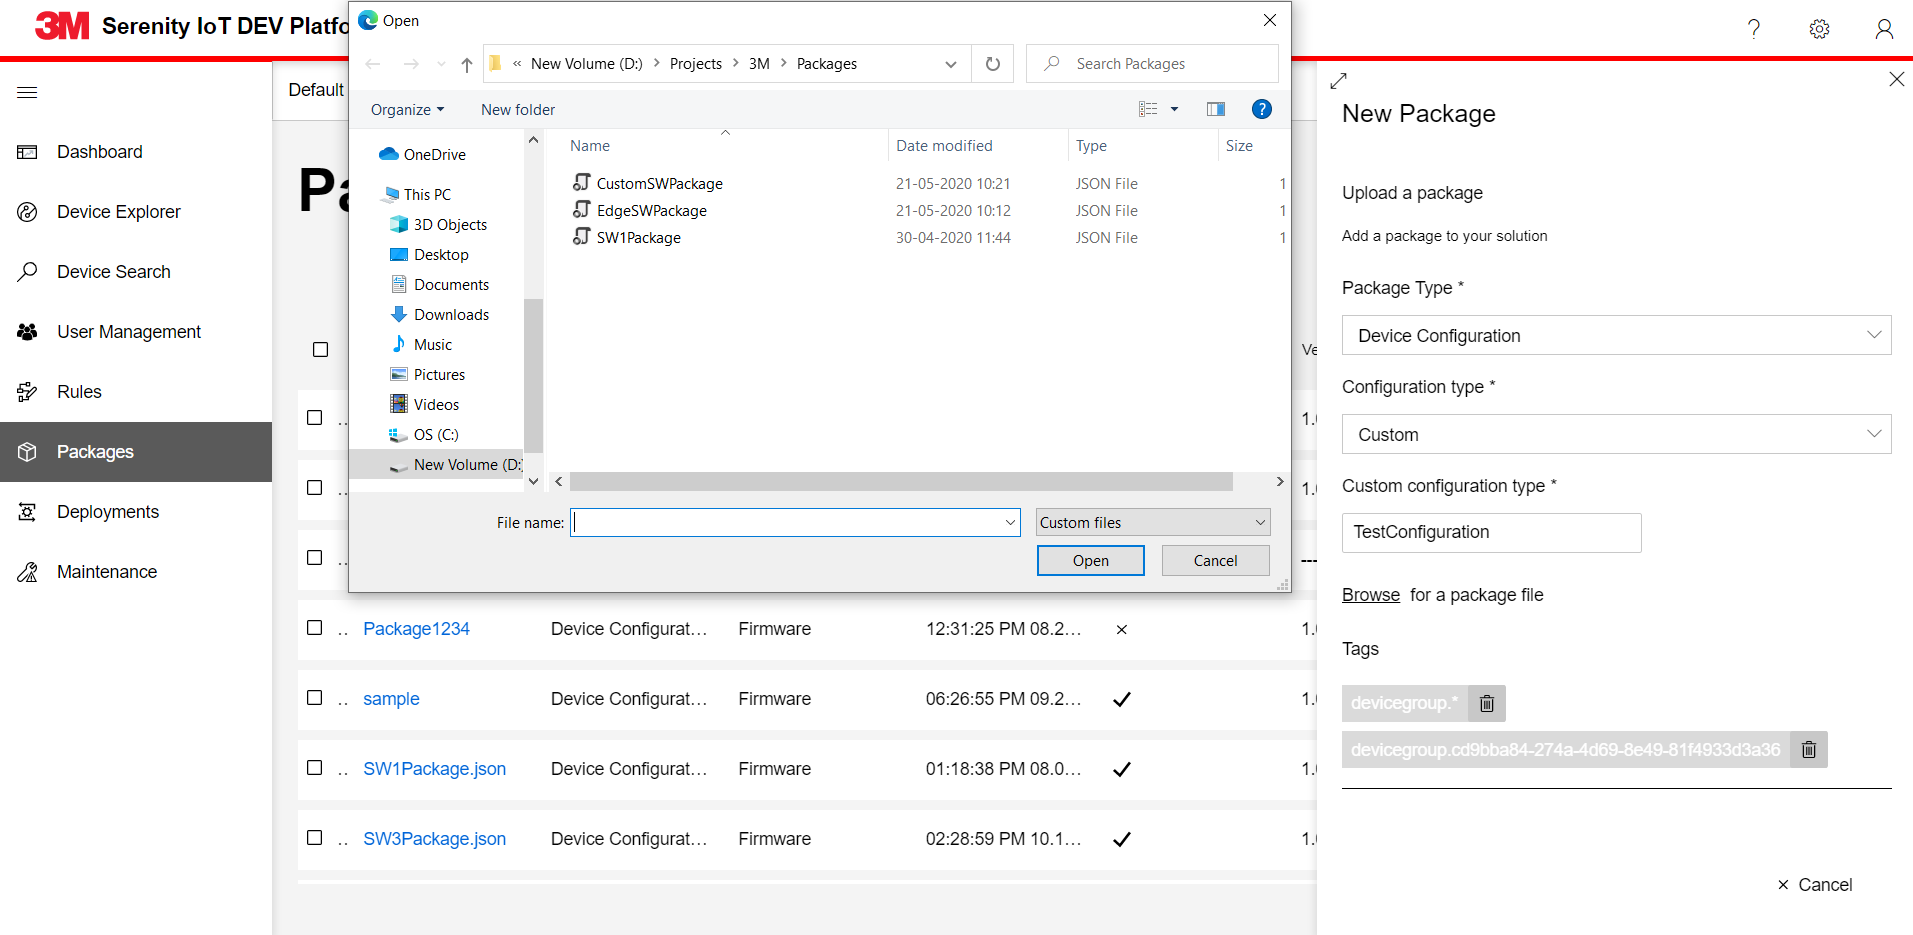 3M Serenity IoT DEV Platfo
Dashboard
Device Explorer
Device Search
User Management
Rules
Packages
Deployments
Maintenance
Default
Pa
Open
« New Volume (D:) > Projects > 3M > Packages
Search Packages
Organize
New folder
OneDrive
This PC
3D Objects
Desktop
Documents
Downloads
Music
Pictures
Videos
OS (C:)
New Volume (D:)
Name Date modified Type Size
CustomSWPackage 21-05-2020 10:21 JSON File 1
EdgeSWPackage 21-05-2020 10:12 JSON File 1
SW1Package 30-04-2020 11:44 JSON File 1
File name:
Custom files
Open
Cancel
Ve
..
1.
..
1.
..
---
.. Package1234 Device Configurat... Firmware 12:31:25 PM 08.2... 1.
.. sample Device Configurat... Firmware 06:26:55 PM 09.2... 1.
.. SW1Package.json Device Configurat... Firmware 01:18:38 PM 08.0... 1.
.. SW3Package.json Device Configurat... Firmware 02:28:59 PM 10.1... 1.
New Package
Upload a package
Add a package to your solution
Package Type *
Device Configuration
Configuration type *
Custom
Custom configuration type *
TestConfiguration
Browse for a package file
Tags
devicegroup.*
devicegroup.cd9bba84-274a-4d69-8e49-81f4933d3a36
× Cancel